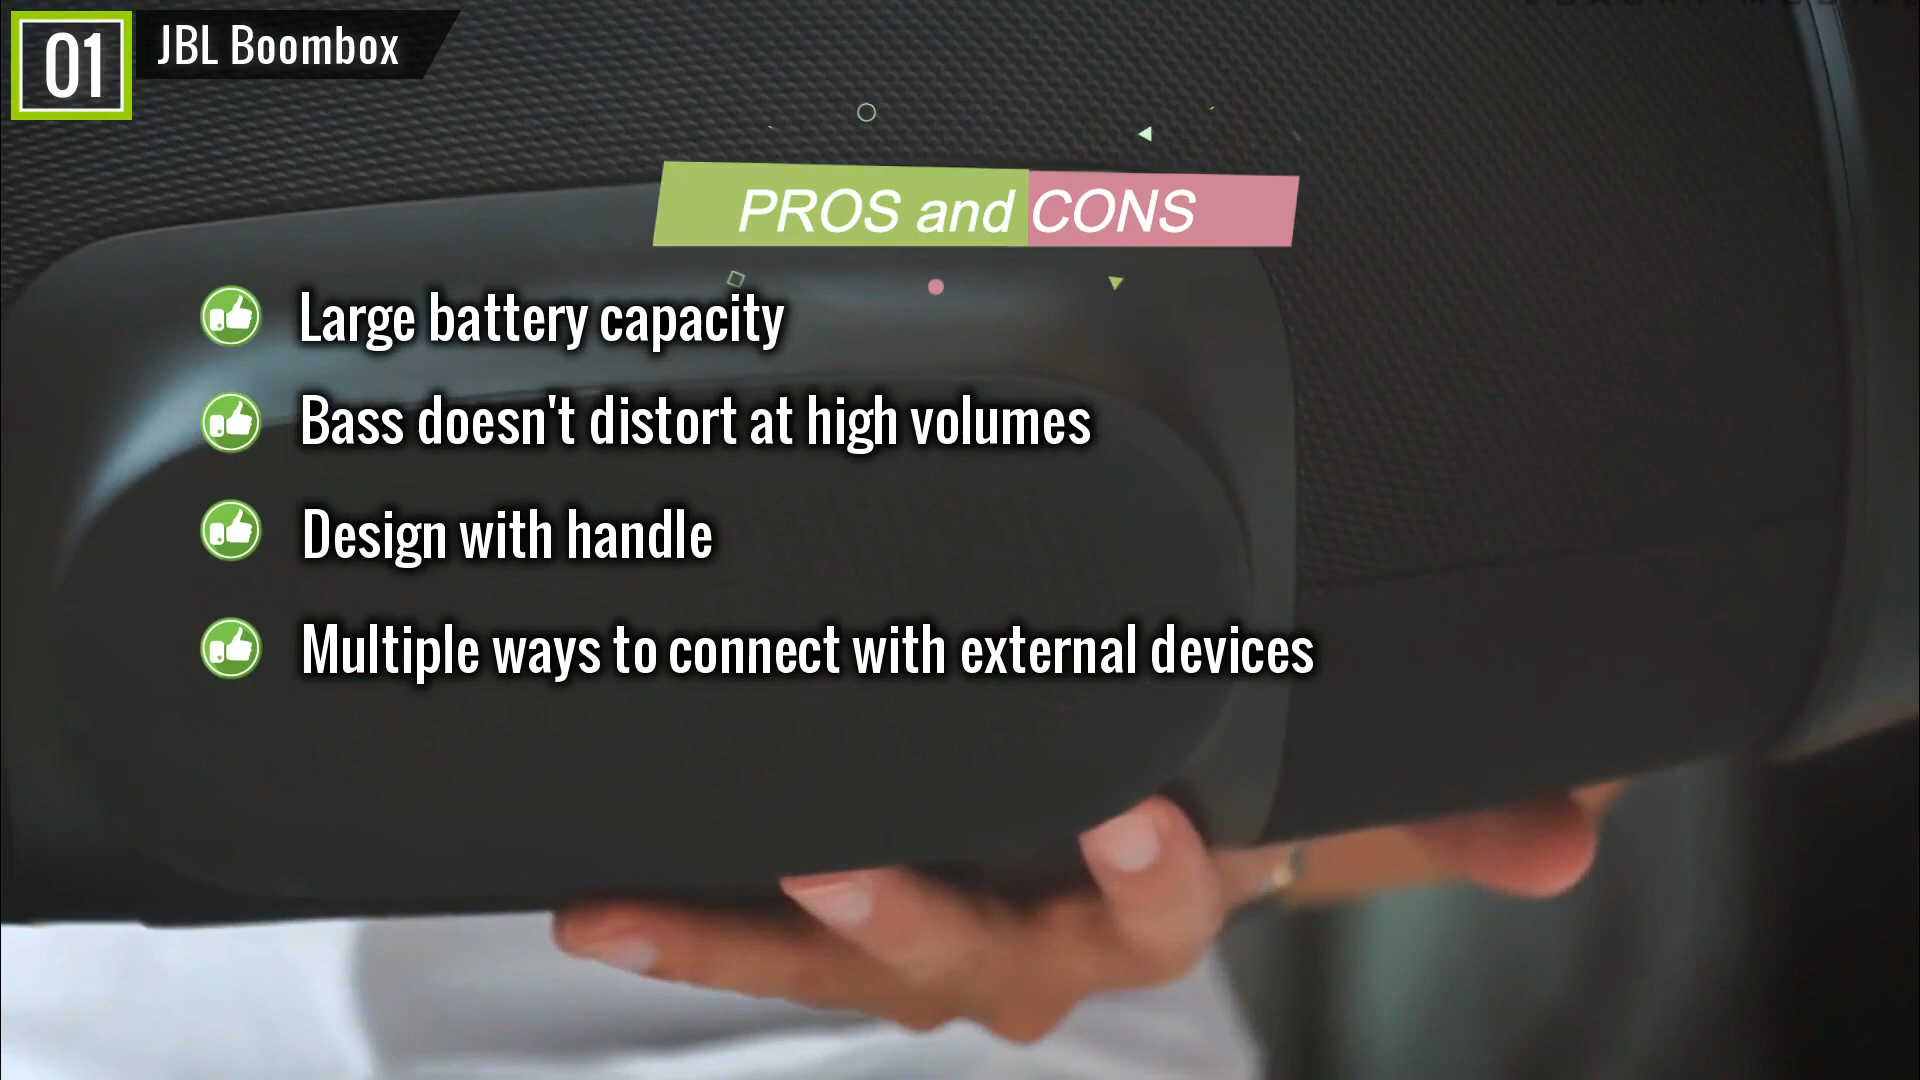 01
JBL Boombox
PROS and CONS
Large battery capacity
Bass doesn't distort at high volumes
Design with handle
Multiple ways to connect with external devices